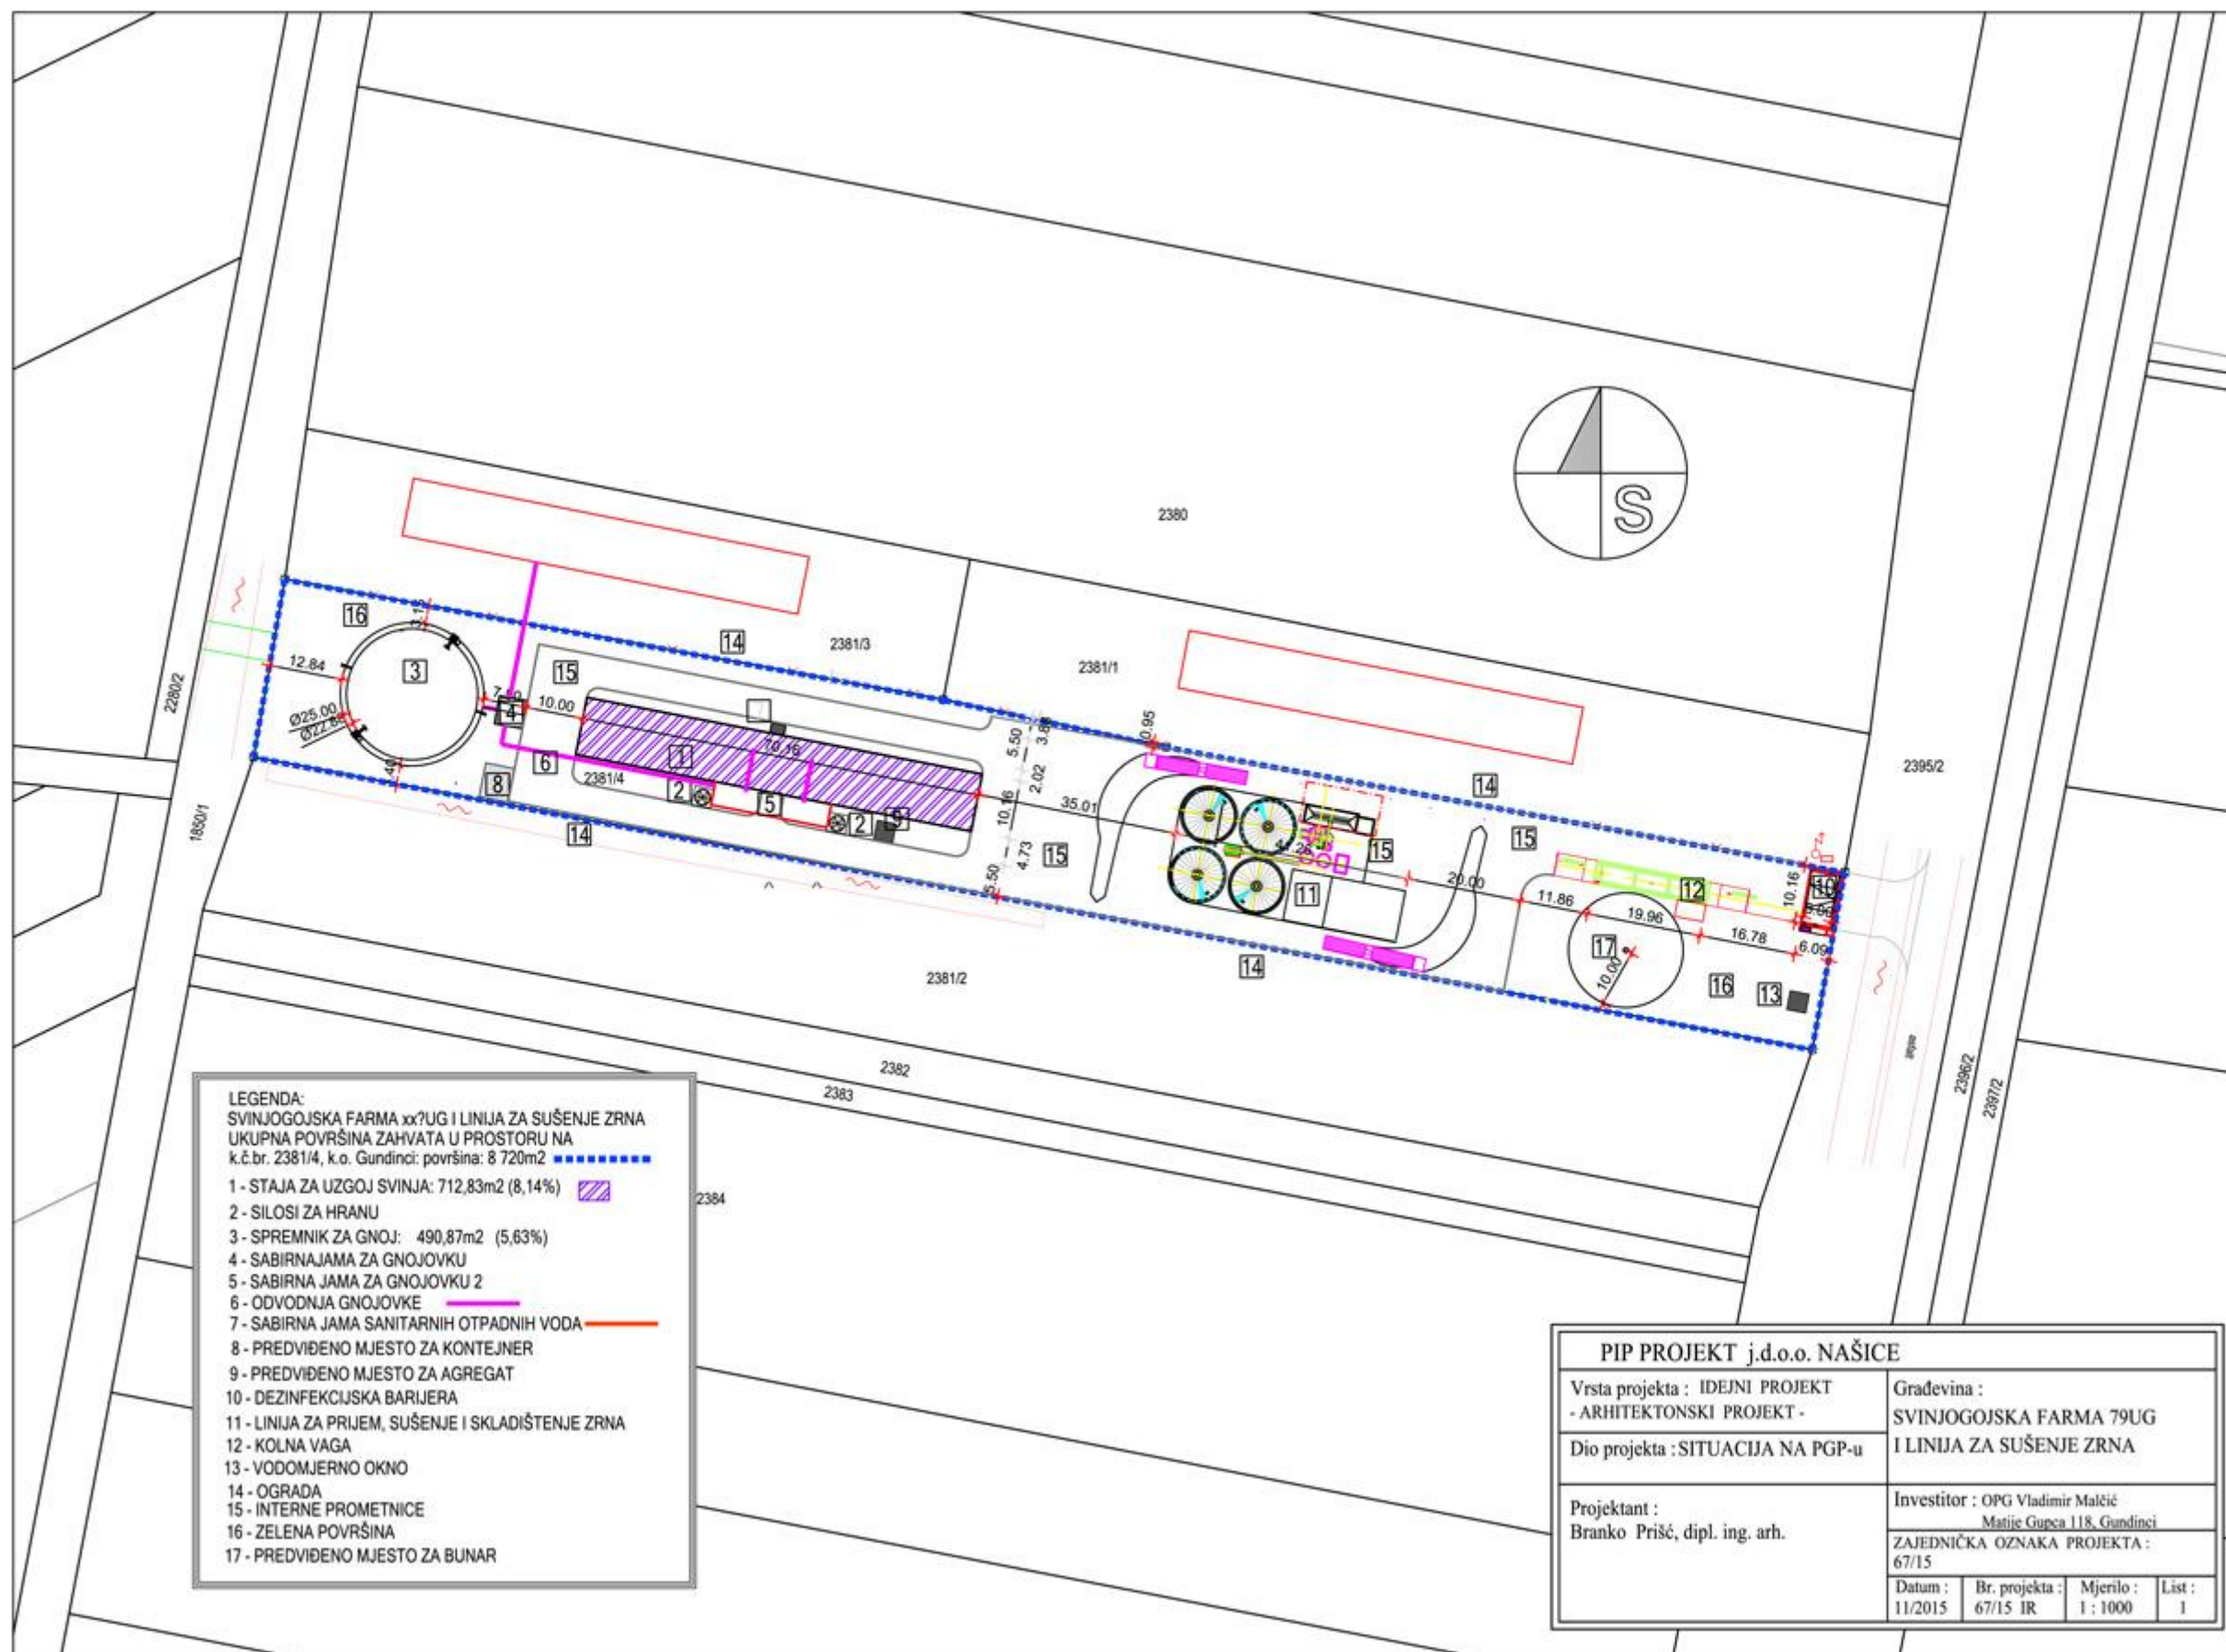 2380
S
16
3.15
14
2381/3
2381/1
12.84
3
15
2280/2
7.50
4
10.00
Ø25.00
0.95
5.50
2395/2
1
70.16
2.02
6
2381/4
14
8
2
5
2
9
10.16
35.01
15
1850/1
14
4.73
15
15
5.50
11
20.00
12
10.16
10
11.86
19.96
16.78
6.09
17
10.00
16
13
2381/2
14
2382
2383
2396/2
2397/2
2384
LEGENDA:
SVINJOGOJSKA FARMA xx?UG I LINIJA ZA SUŠENJE ZRNA
UKUPNA POVRŠINA ZAHVATA U PROSTORU NA
k.č.br. 2381/4, k.o. Gundinci: površina: 8 720m2
1 - STAJA ZA UZGOJ SVINJA: 712,83m2 (8,14%)
2 - SILOSI ZA HRANU
3 - SPREMNIK ZA GNOJ: 490,87m2 (5,63%)
4 - SABIRNAJAMA ZA GNOJOVKU
5 - SABIRNA JAMA ZA GNOJOVKU 2
6 - ODVODNJA GNOJOVKE
7 - SABIRNA JAMA SANITARNIH OTPADNIH VODA
8 - PREDVIĐENO MJESTO ZA KONTEJNER
9 - PREDVIĐENO MJESTO ZA AGREGAT
10 - DEZINFEKCIJSKA BARIJERA
11 - LINIJA ZA PRIJEM, SUŠENJE I SKLADIŠTENJE ZRNA
12 - KOLNA VAGA
13 - VODOMJERNO OKNO
14 - OGRADA
15 - INTERNE PROMETNICE
16 - ZELENA POVRŠINA
17 - PREDVIĐENO MJESTO ZA BUNAR
PIP PROJEKT j.d.o.o. NAŠICE
Vrsta projekta : IDEJNI PROJEKT
- ARHITEKTONSKI PROJEKT -
Dio projekta : SITUACIJA NA PGP-u
Projektant :
Branko Prišć, dipl. ing. arh.
Građevina :
SVINJOGOJSKA FARMA 79UG
I LINIJA ZA SUŠENJE ZRNA
Investitor : OPG Vladimir Malčić
Matije Gupca 118, Gundinci
ZAJEDNIČKA OZNAKA PROJEKTA :
67/15
Datum :
11/2015
Br. projekta :
67/15 IR
Mjerilo :
1 : 1000
List :
1